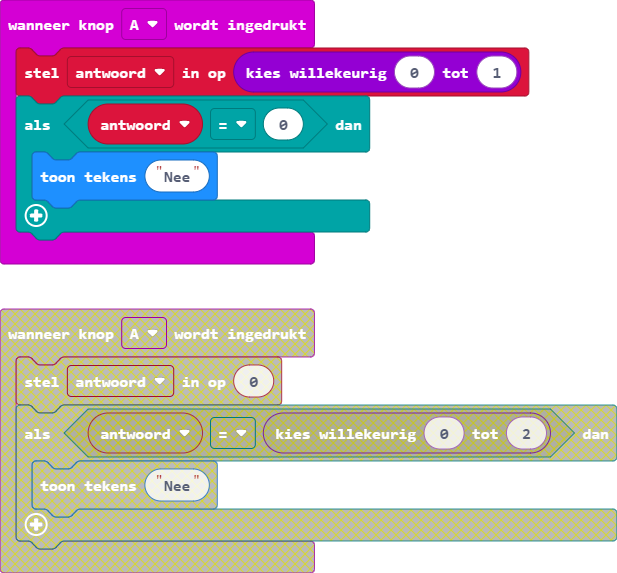 wanneer knop A wordt ingedrukt
stel antwoord in op kies willekeurig 0 tot 1
als antwoord = 0 dan
toon tekens "Nee"
wanneer knop A wordt ingedrukt
stel antwoord in op 0
als antwoord = kies willekeurig 0 tot 2 dan
toon tekens "Nee"